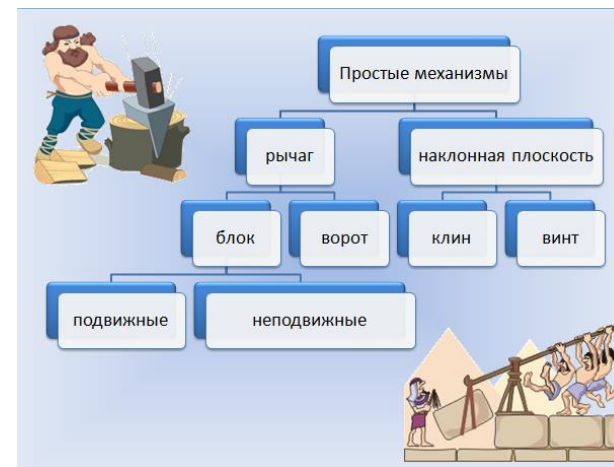 Простые механизмы
рычаг
наклонная плоскость
блок
ворот
клин
винт
подвижные
неподвижные